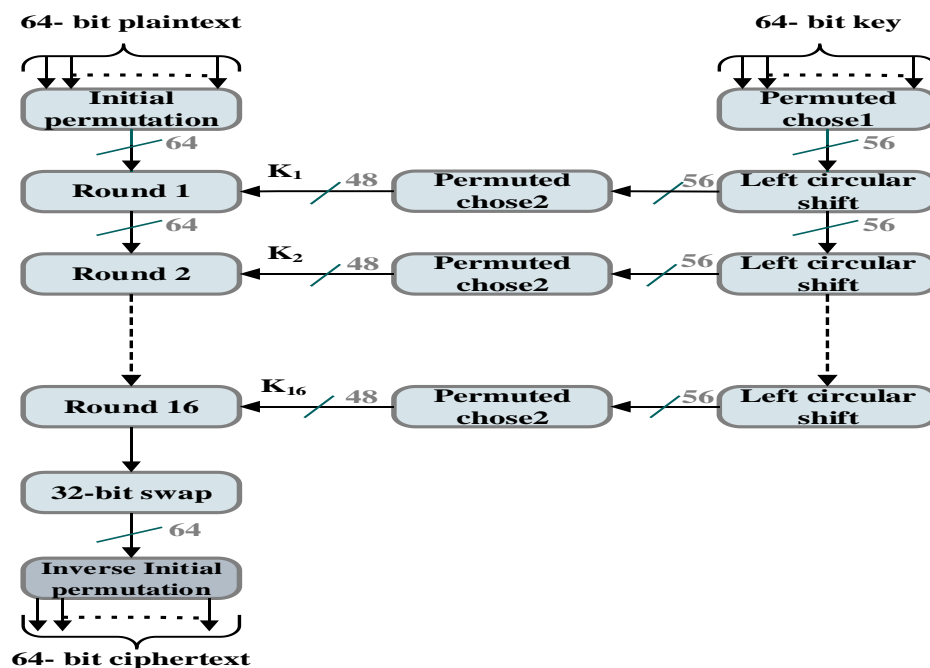 64- bit plaintext
64- bit key
Initial
permutation
Permuted
chose1
64
56
Round 1
K1
48
Permuted
chose2
56
Left circular
shift
64
56
Round 2
K2
48
Permuted
chose2
56
Left circular
shift
Round 16
K16
48
Permuted
chose2
56
Left circular
shift
32-bit swap
64
Inverse Initial
permutation
64- bit ciphertext